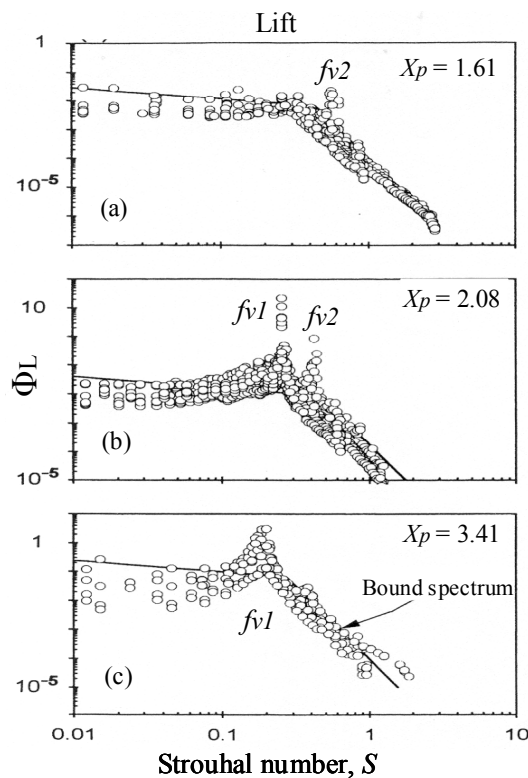 Lift
1
Xp = 1.61
fv2
10-5
(a)
10
Xp = 2.08
fv1
fv2
ΦL
(b)
10-5
Xp = 3.41
1
Bound spectrum
fv1
(c)
10-5
0.01
0.1
1
10
Strouhal number, S